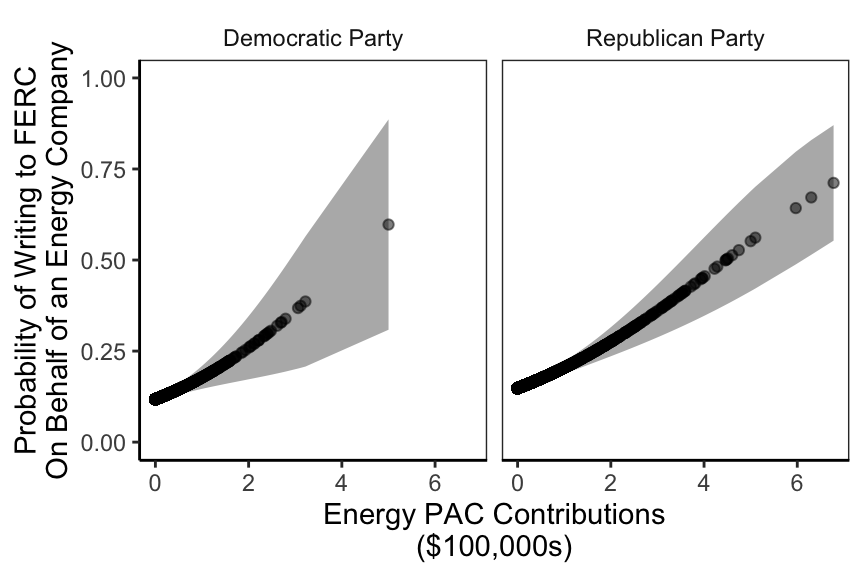 Democratic Party
Republican Party
Probability of Writing to FERC
On Behalf of an Energy Company
1.00
0.75
0.50
0.25
0.00
0 2 4 6
0 2 4 6
Energy PAC Contributions
($100,000s)